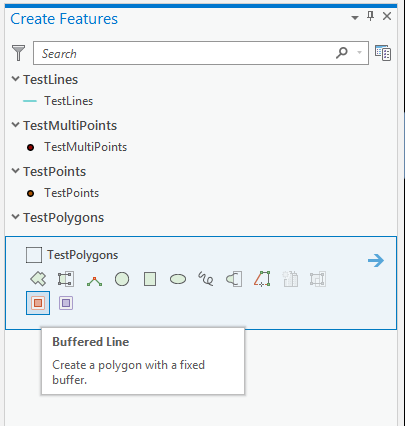 Create Features
Search
TestLines
TestLines
TestMultiPoints
TestMultiPoints
TestPoints
TestPoints
TestPolygons
TestPolygons
Buffered Line
Create a polygon with a fixed
buffer.